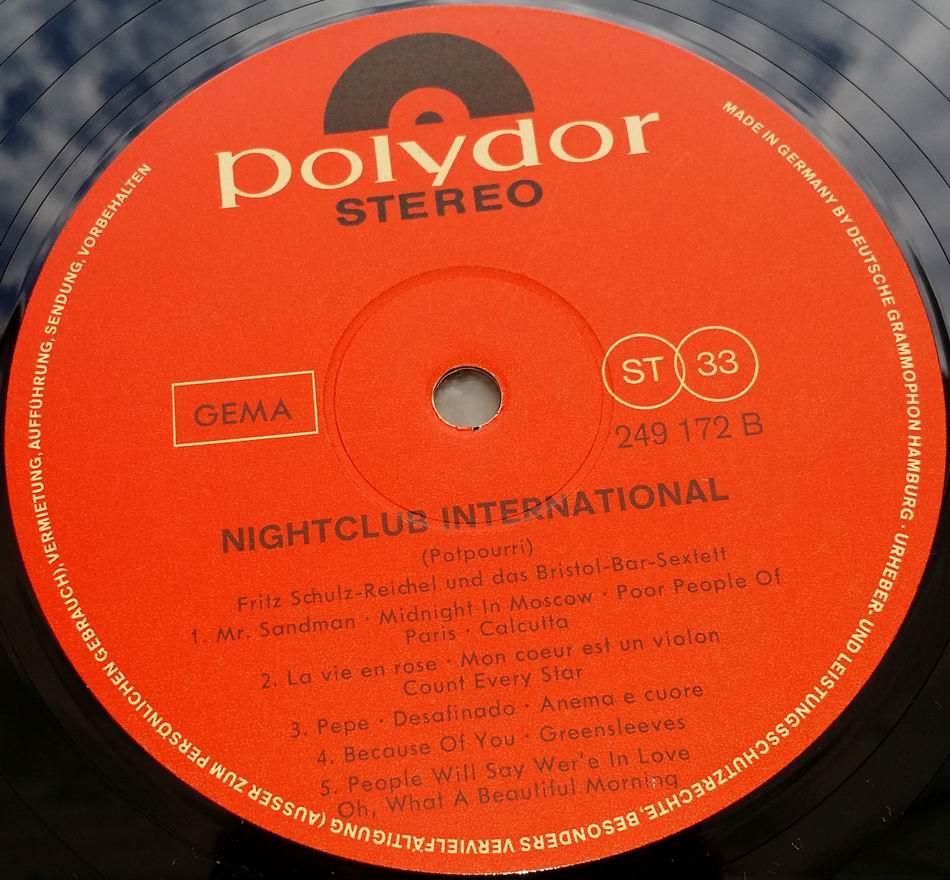 polydor
STEREO
MADE IN GERMANY BY DEUTSCHE GRAMMOPHON HAMBURG · URHEBER- UND LEISTUNGSSCHUTZRECHTE, BESONDERS VERVIELFÄLTIGUNG (AUSSER ZUM PERSÖNLICHEN GEBRAUCH), VERMIETUNG, AUFFÜHRUNG, SENDUNG, VORBEHALTEN
GEMA
ST 33
249 172 B
NIGHTCLUB INTERNATIONAL
(Potpourri)
Fritz Schulz-Reichel und das Bristol-Bar-Sextett
1. Mr. Sandman · Midnight In Moscow · Poor People Of
Paris · Calcutta
2. La vie en rose · Mon coeur est un violon
Count Every Star
3. Pepe · Desafinado · Anema e cuore
4. Because Of You · Greensleeves
5. People Will Say Wer'e In Love
Oh, What A Beautiful Morning